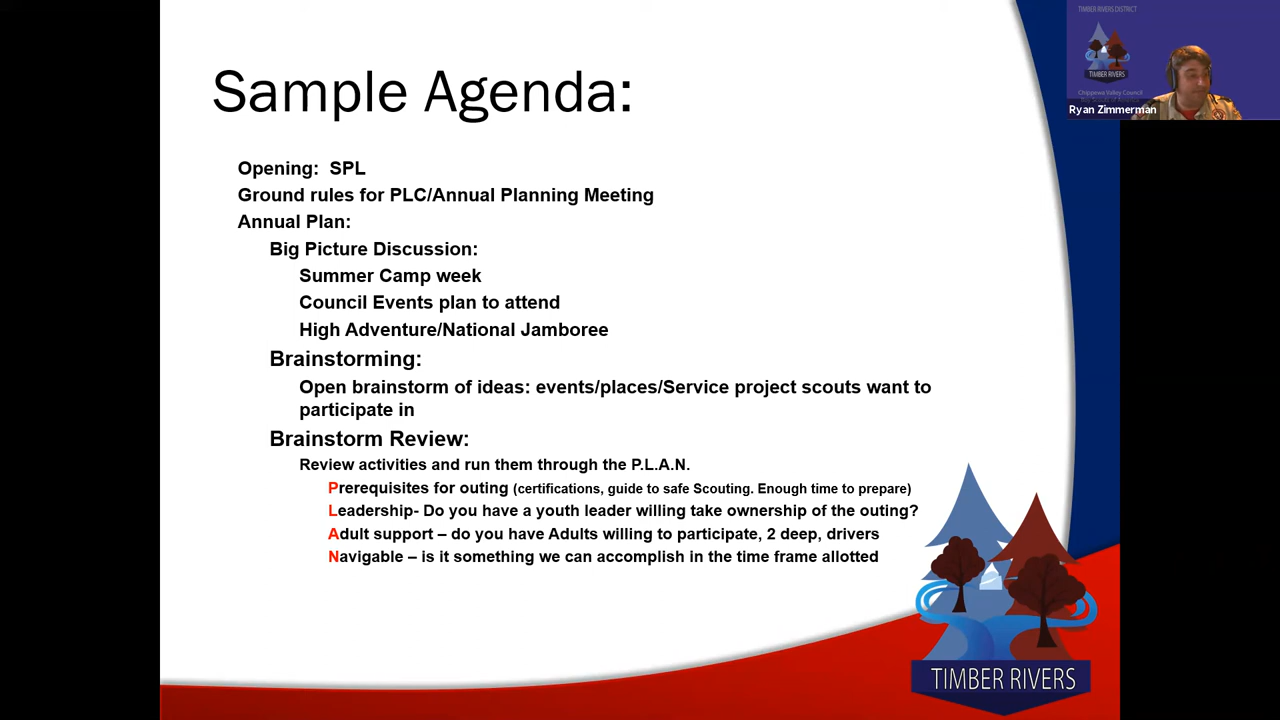 Sample Agenda:
Opening: SPL
Ground rules for PLC/Annual Planning Meeting
Annual Plan:
Big Picture Discussion:
Summer Camp week
Council Events plan to attend
High Adventure/National Jamboree
Brainstorming:
Open brainstorm of ideas: events/places/Service project scouts want to
participate in
Brainstorm Review:
Review activities and run them through the P.L.A.N.
Prerequisites for outing (certifications, guide to safe Scouting. Enough time to prepare)
Leadership- Do you have a youth leader willing take ownership of the outing?
Adult support – do you have Adults willing to participate, 2 deep, drivers
Navigable – is it something we can accomplish in the time frame allotted
TIMBER RIVERS
TIMBER RIVERS DISTRICT
TIMBER RIVERS
Chippewa Valley Council
Ryan Zimmerman